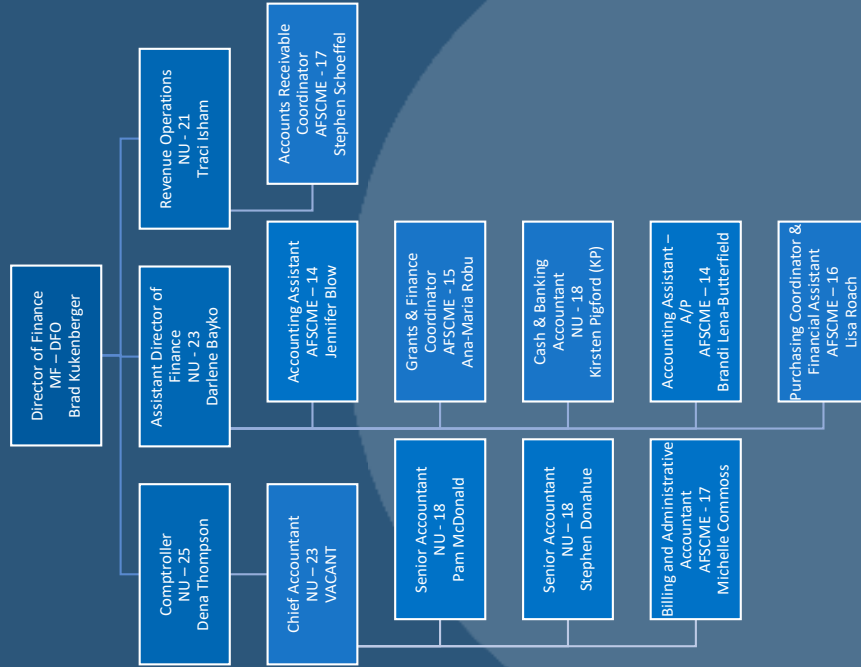 Director of Finance
MF – DFO
Brad Kukenberger
Comptroller
NU – 25
Dena Thompson
Assistant Director of
Finance
NU - 23
Darlene Bayko
Revenue Operations
NU - 21
Traci Isham
Chief Accountant
NU – 23
VACANT
Senior Accountant
NU - 18
Pam McDonald
Senior Accountant
NU – 18
Stephen Donahue
Billing and Administrative
Accountant
AFSCME - 17
Michelle Commoss
Accounting Assistant
AFSCME – 14
Jennifer Blow
Grants & Finance
Coordinator
AFSCME - 15
Ana-Maria Robu
Cash & Banking
Accountant
NU - 18
Kirsten Pigford (KP)
Accounting Assistant –
A/P
AFSCME – 14
Brandi Lena-Butterfield
Purchasing Coordinator &
Financial Assistant
AFSCME – 16
Lisa Roach
Accounts Receivable
Coordinator
AFSCME - 17
Stephen Schoeffel